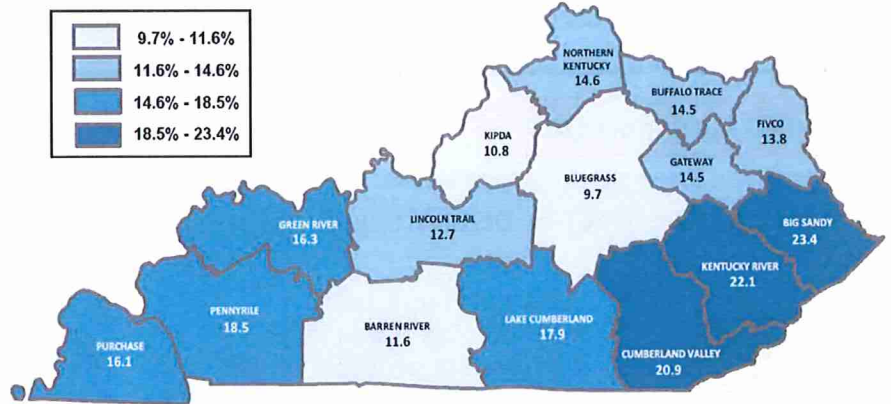 9.7% - 11.6%
11.6% - 14.6%
14.6% - 18.5%
18.5% - 23.4%
NORTHERN
KENTUCKY
14.6
BUFFALO TRACE
14.5
FIVCO
13.8
KIPDA
10.8
GATEWAY
14.5
BLUEGRASS
9.7
GREEN RIVER
16.3
LINCOLN TRAIL
12.7
BIG SANDY
23.4
KENTUCKY RIVER
22.1
PENNYRILE
18.5
LAKE CUMBERLAND
17.9
BARREN RIVER
11.6
PURCHASE
16.1
CUMBERLAND VALLEY
20.9